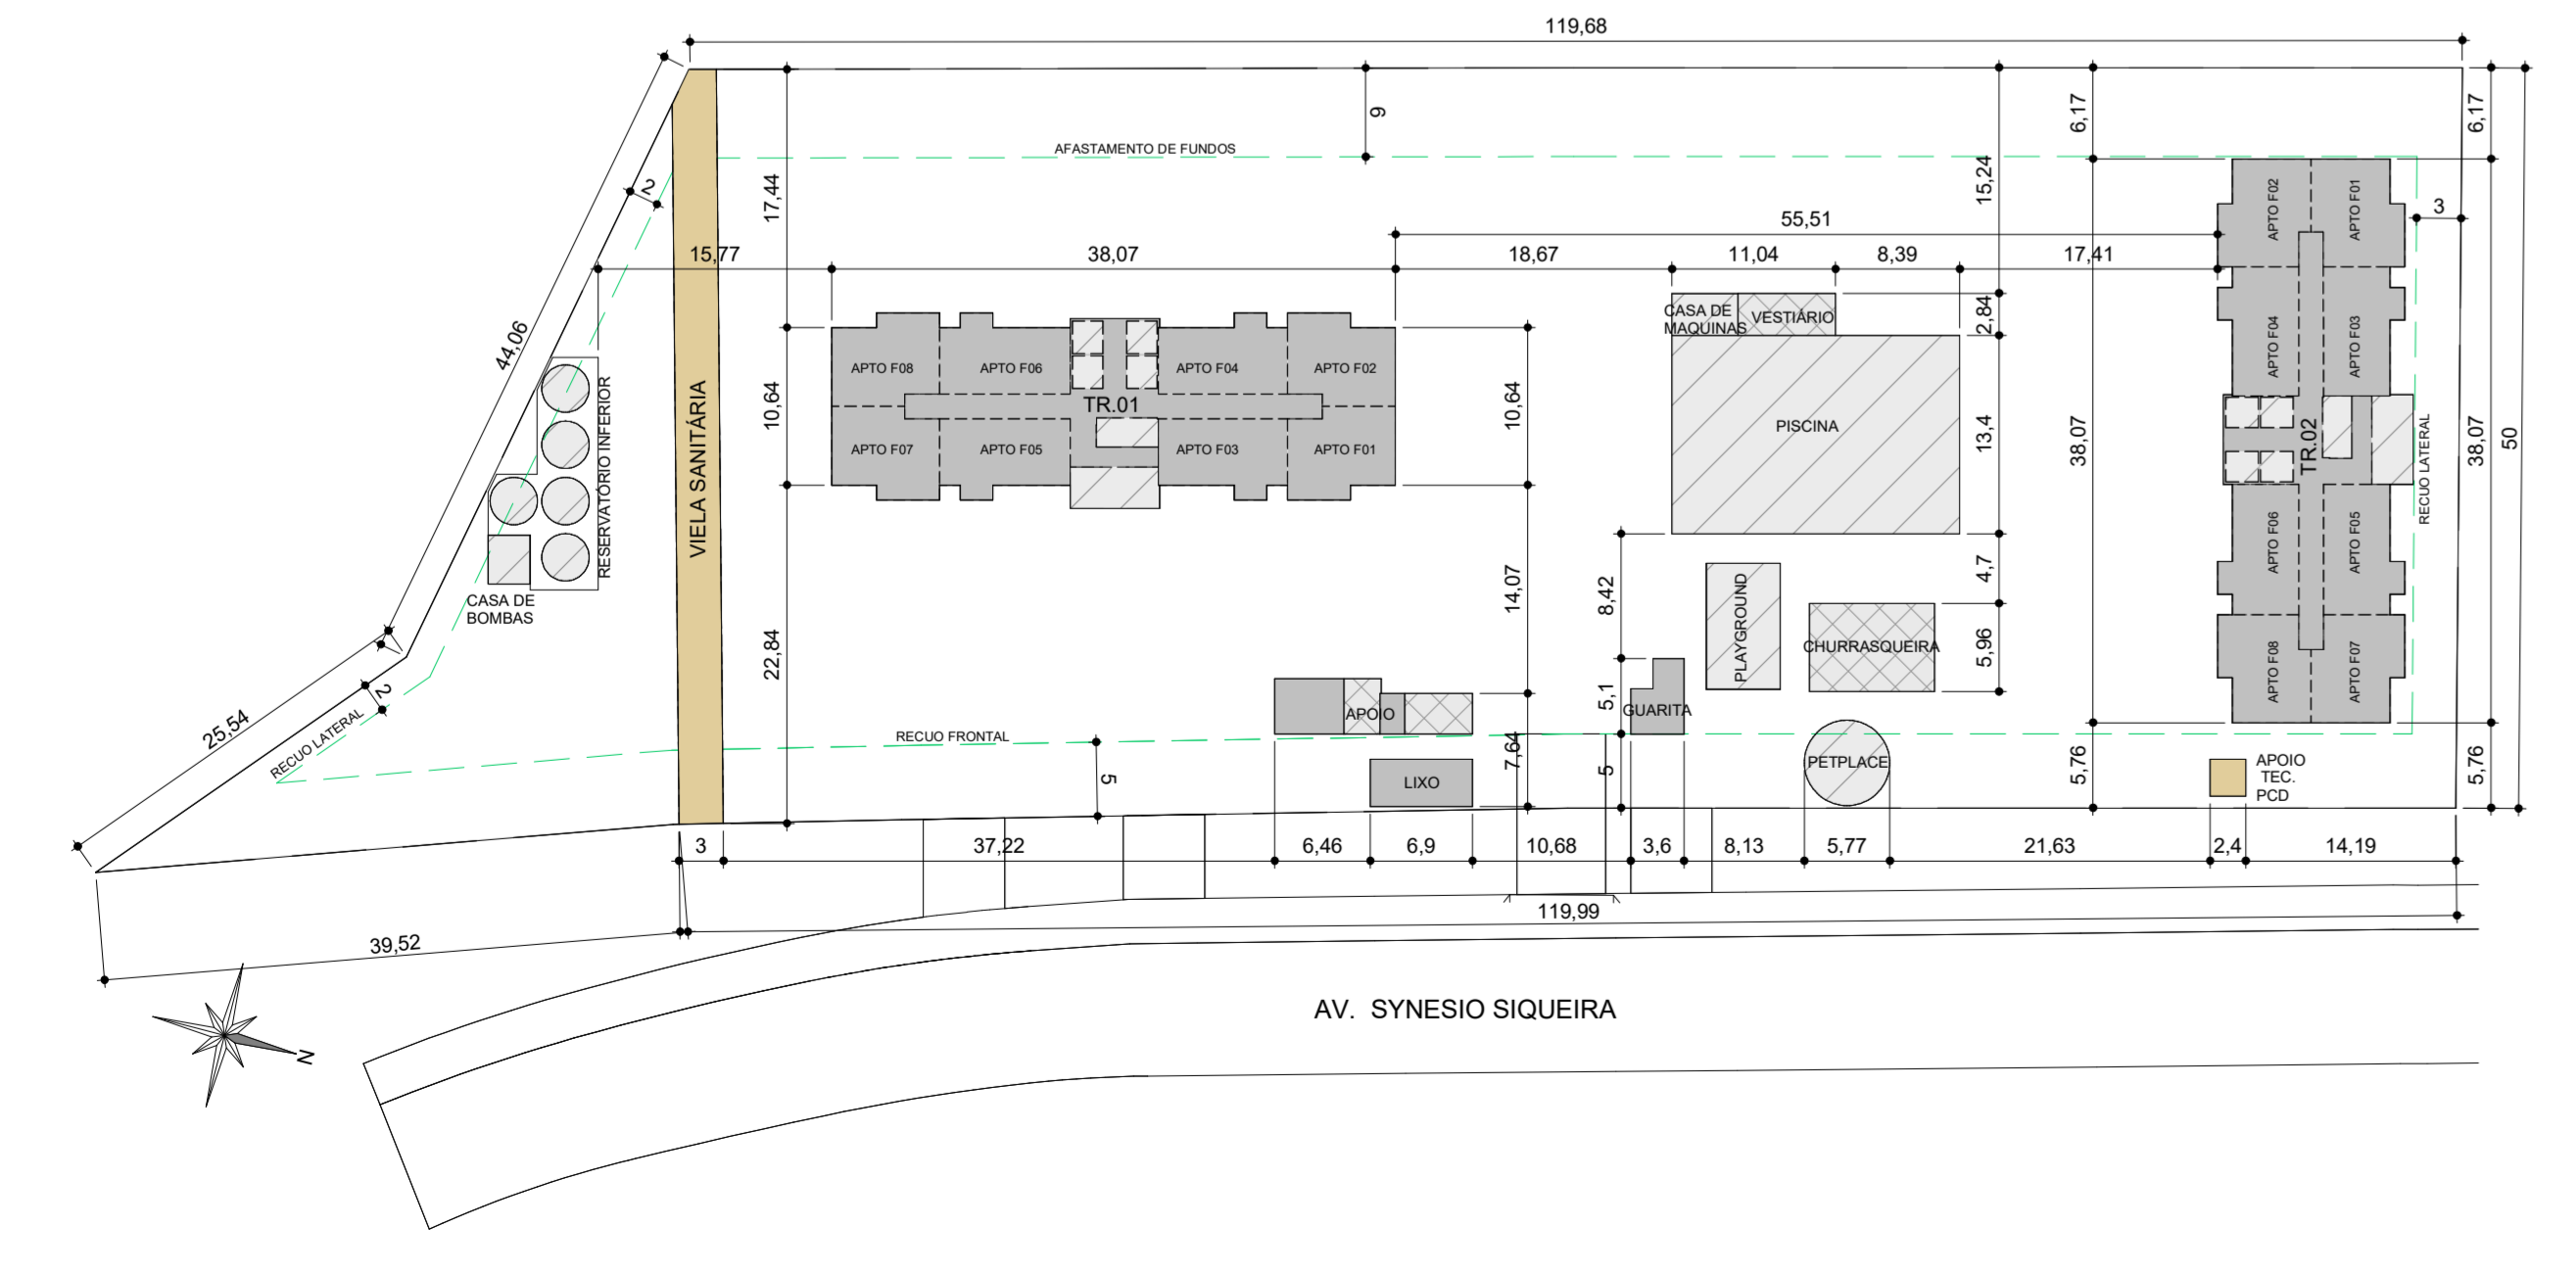 119,68
6,17
6,17
9
AFASTAMENTO DE FUNDOS
2
17,44
15,24
APTO F02
APTO F01
3
55,51
15,77
38,07
18,67
11,04
8,39
17,41
44,06
CASA DE
MAQUINAS
VESTIÁRIO
2,84
APTO F08
APTO F06
APTO F04
APTO F02
APTO F04
APTO F03
TR.01
10,64
10,64
PISCINA
13,4
38,07
TR.02
RECUO LATERAL
38,07
50
APTO F07
APTO F05
APTO F03
APTO F01
VIELA SANITÁRIA
RESERVATÓRIO INFERIOR
APTO F06
APTO F05
CASA DE
BOMBAS
14,07
8,42
4,7
PLAYGROUND
CHURRASQUEIRA
5,96
22,84
APTO F08
APTO F07
2
25,54
RECUO LATERAL
5,1
GUARITA
APOIO
RECUO FRONTAL
7,64
5
5
PETPLACE
5,76
5,76
APOIO
TEC.
PCD
LIXO
3
37,22
6,46
6,9
10,68
3,6
8,13
5,77
21,63
2,4
14,19
119,99
39,52
N
AV. SYNESIO SIQUEIRA